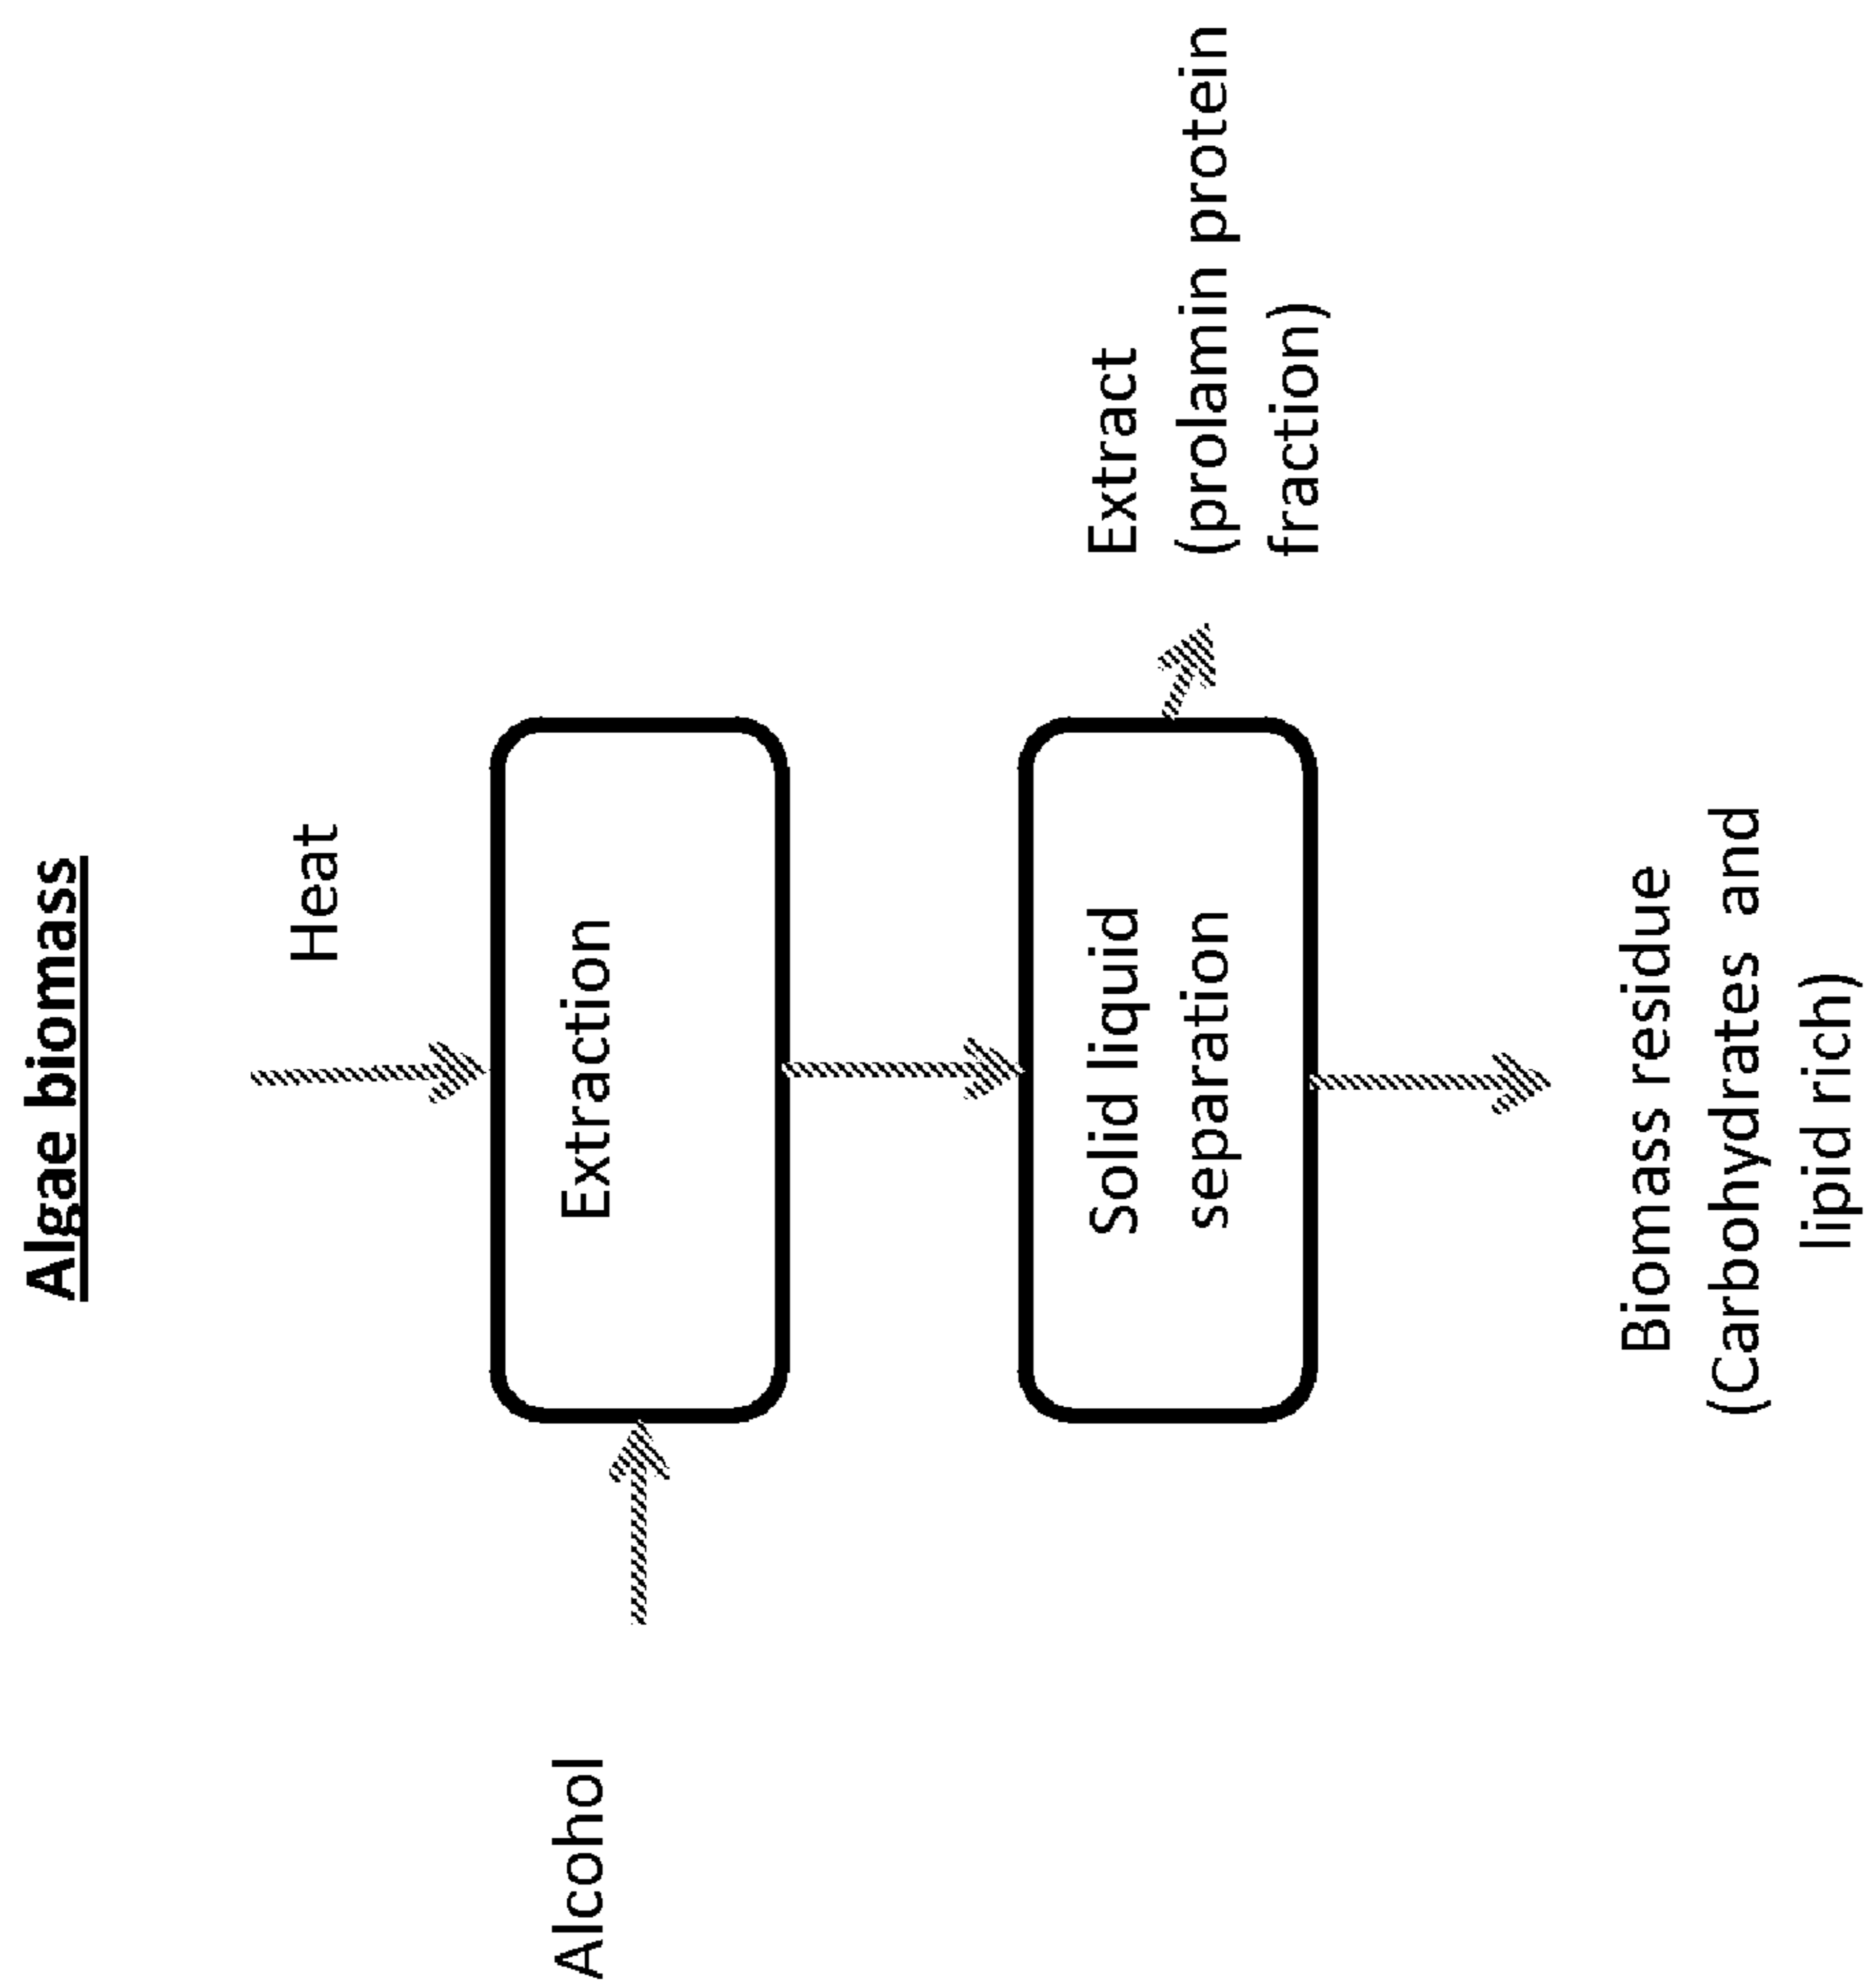 Algae biomass
Heat
Alcohol
Extraction
Solid liquid
separation
Extract
(prolamin protein
fraction)
Biomass residue
(Carbohydrates and
lipid rich)